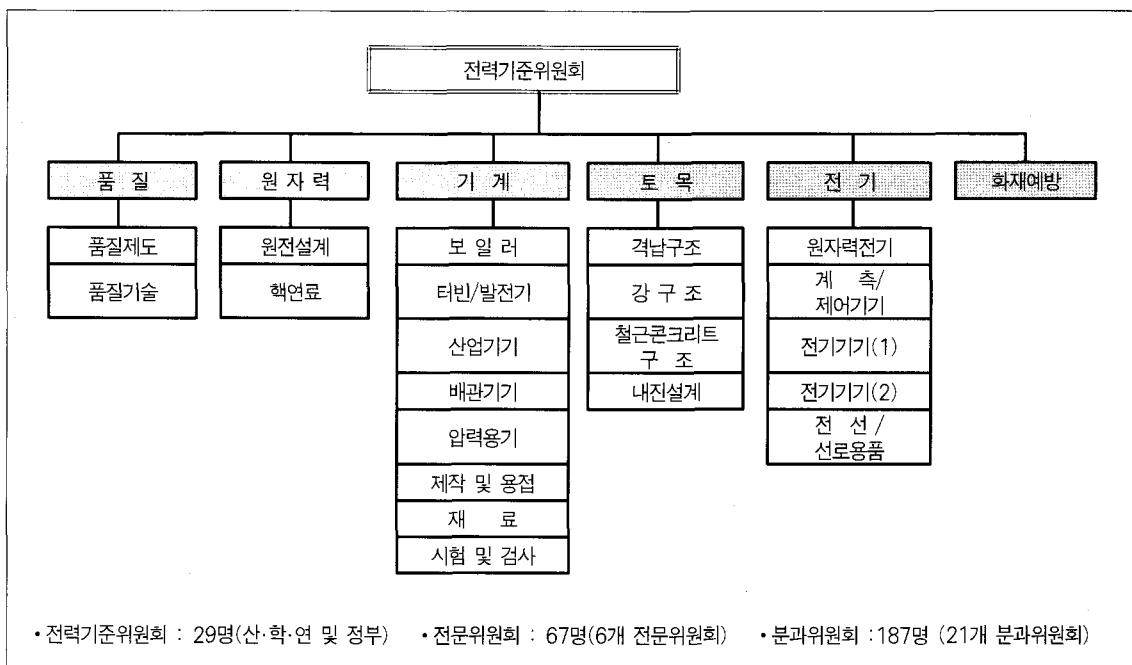 전력기준위원회
품 질
원 자 력
기 계
토 목
전 기
화재예방
품질제도
품질기술
원전설계
핵연료
보 일 러
터빈/발전기
산업기기
배관기기
압력용기
제작 및 용접
재 료
시험 및 검사
격납구조
강 구 조
철근콘크리트
구 조
내진설계
원자력전기
계 측/
제어기기
전기기기(1)
전기기기(2)
전 선 /
선로용품
• 전력기준위원회 : 29명(산·학·연 및 정부) • 전문위원회 : 67명(6개 전문위원회) • 분과위원회 :187명 (21개 분과위원회)